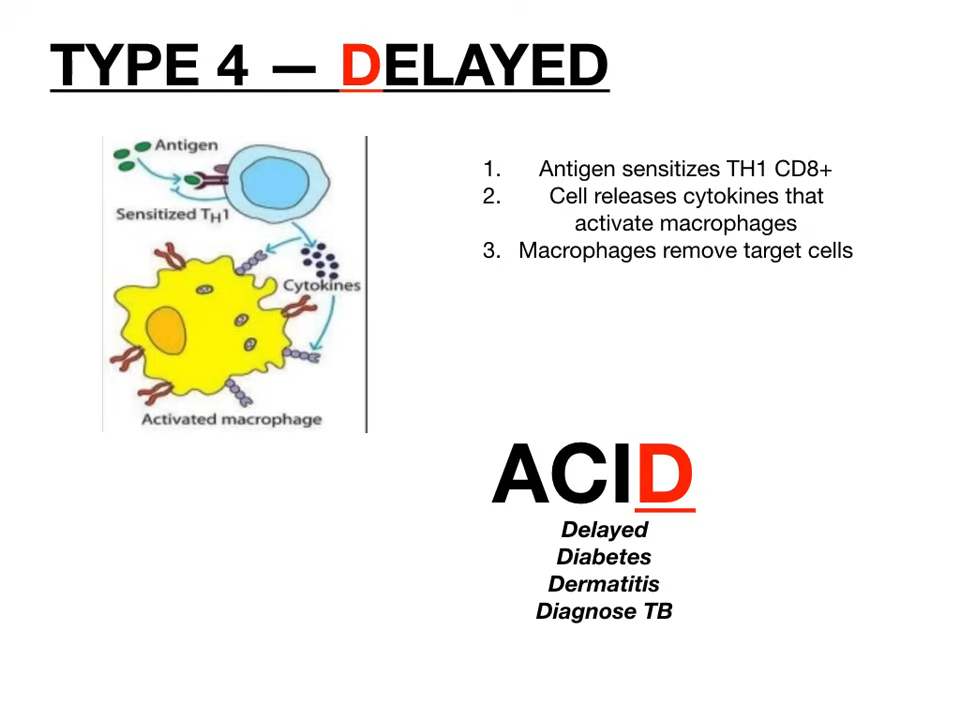 TYPE 4 — DELAYED
Antigen
Sensitized TH1
Cytokines
Activated macrophage
1. Antigen sensitizes TH1 CD8+
2. Cell releases cytokines that
activate macrophages
3. Macrophages remove target cells
ACID
Delayed
Diabetes
Dermatitis
Diagnose TB